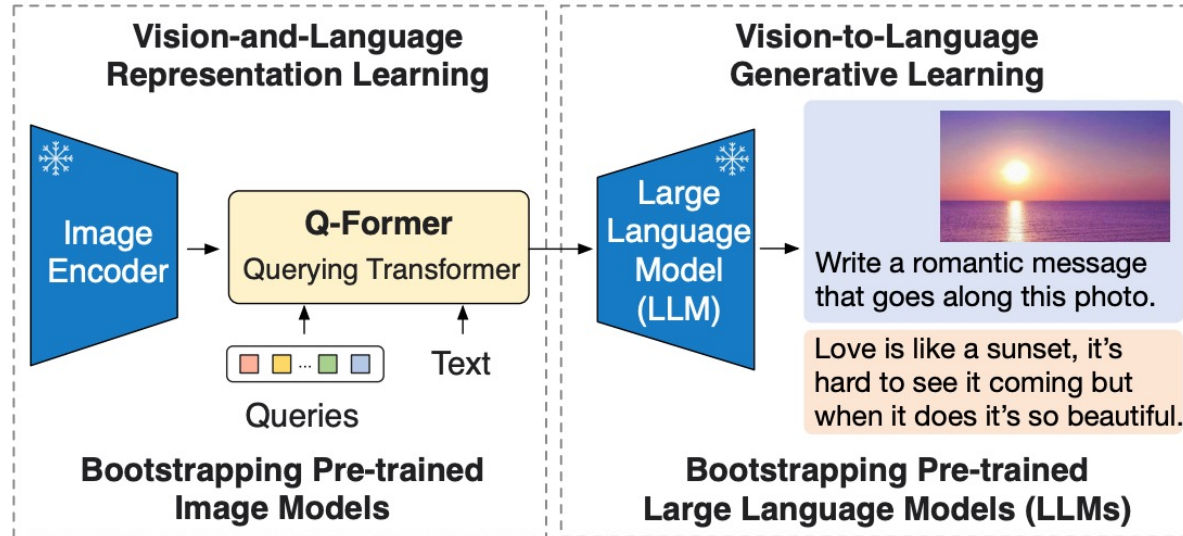 Vision-and-Language
Representation Learning
Image
Encoder
Q-Former
Querying Transformer
...
Queries
Text
Bootstrapping Pre-trained
Image Models
Vision-to-Language
Generative Learning
Large
Language
Model
(LLM)
Write a romantic message
that goes along this photo.
Love is like a sunset, it’s
hard to see it coming but
when it does it’s so beautiful.
Bootstrapping Pre-trained
Large Language Models (LLMs)